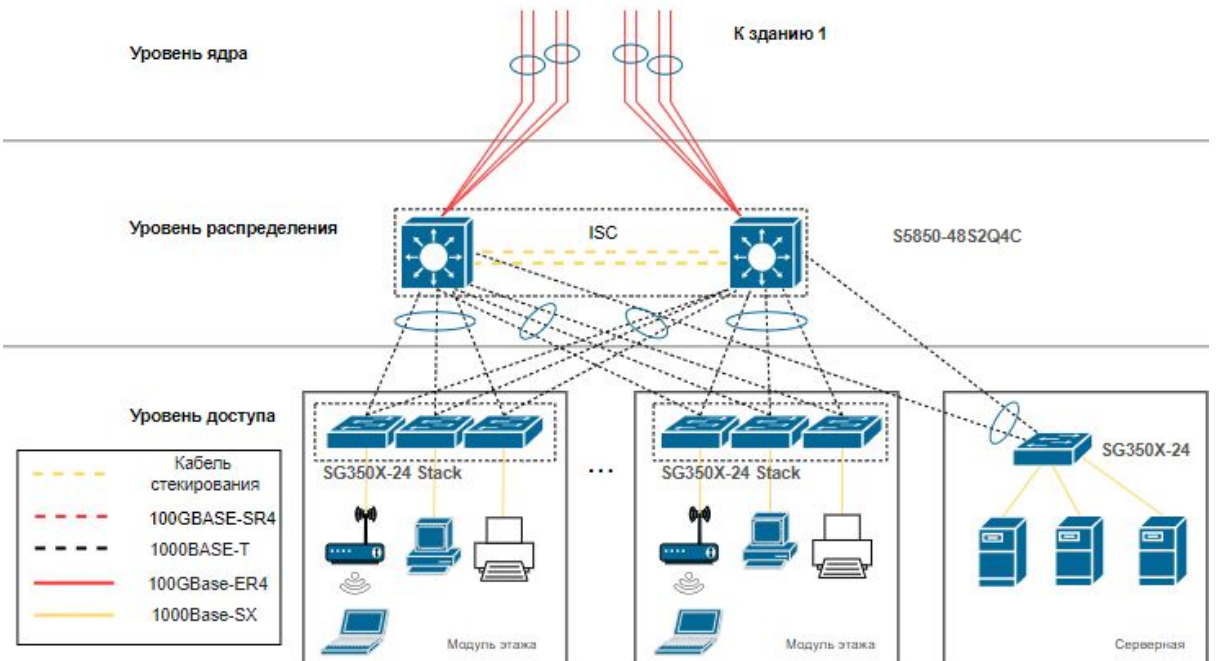 Уровень ядра
К зданию 1
Уровень распределения
ISC
S5850-48S2Q4C
Уровень доступа
Кабель
стекирования
100GBASE-SR4
1000BASE-T
100GBase-ER4
1000Base-SX
SG350X-24 Stack
Модуль этажа
...
SG350X-24 Stack
Модуль этажа
SG350X-24
Серверная